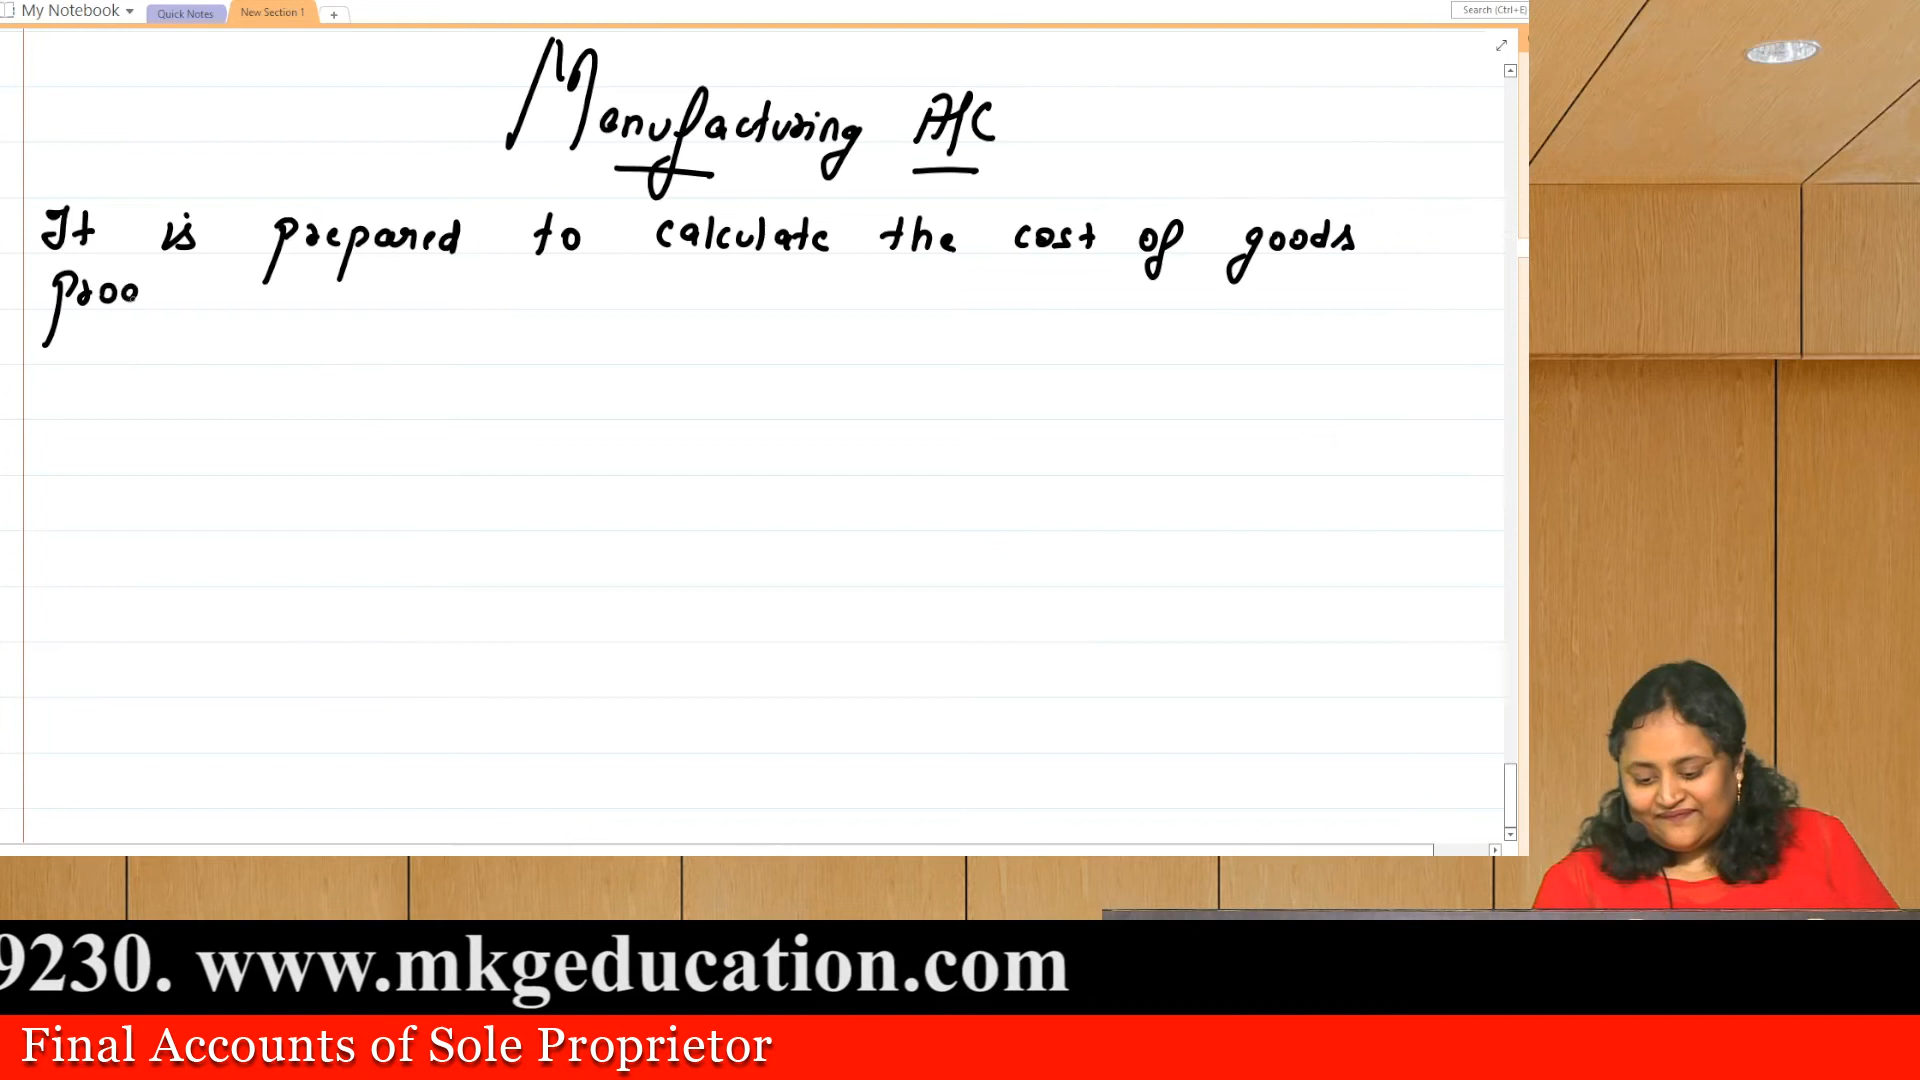 My Notebook
Quick Notes
New Section 1
+
Search (Ctrl+E)
Manufacturing A/C
It is prepared to calculate the cost of goods
9230. www.mkgeducation.com
Final Accounts of Sole Proprietor